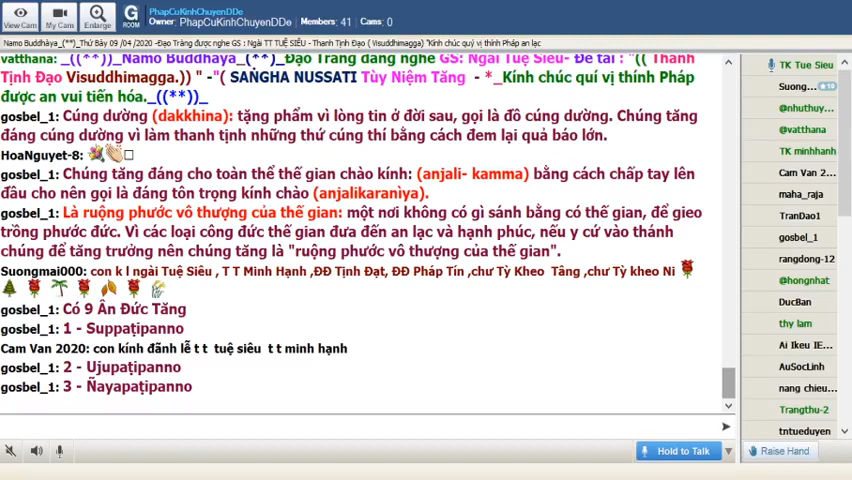 View Cam
My Cam
Enlarge
G
ROOM
PhapCuKinhChuyenDDe
Owner: PhapCuKinhChuyenDDe Members: 41 Cams: 0
Namo Buddhàya_(**)_Thứ Bảy 09 /04 /2020 -Đạo Tràng được nghe GS : Ngài TT TUỆ SIÊU - Thanh Tịnh Đạo ( Visuddhimagga) "Kính chúc quý vị thính Pháp an lạc
vatthana: _((**))_Namo Buddhàya_(**)_Đạo Tràng đang nghe GS: Ngài Tuệ Siêu- Đề tài : "(( Thanh
Tịnh Đạo Visuddhimagga.)) " -"( SAṄGHA NUSSATI Tùy Niệm Tăng - *_Kính chúc quí vị thính Pháp
được an vui tiến hóa._((**))_
gosbel_1: Cúng dường (dakkhina): tặng phẩm vì lòng tin ở đời sau, gọi là đồ cúng dường. Chúng tăng
đáng cúng dường vì làm thanh tịnh những thứ cúng thí bằng cách đem lại quả báo lớn.
HoaNguyet-8:
gosbel_1: Chúng tăng đáng cho toàn thể thế gian chào kính: (anjali- kamma) bằng cách chấp tay lên
đầu cho nên gọi là đáng tôn trọng kính chào (anjalikaranìya).
gosbel_1: Là ruộng phước vô thượng của thế gian: một nơi không có gì sánh bằng có thế gian, để gieo
trồng phước đức. Vì các loại công đức thế gian đưa đến an lạc và hạnh phúc, nếu y cứ vào thánh
chúng để tăng trưởng nên chúng tăng là "ruộng phước vô thượng của thế gian".
Suongmai000: con k l ngài Tuệ Siêu , T T Minh Hạnh ,ĐĐ Tịnh Đạt, ĐĐ Pháp Tín ,chư Tỳ Kheo Tăng ,chư Tỳ kheo Ni
gosbel_1: Có 9 Ân Đức Tăng
gosbel_1: 1 - Suppaṭipanno
Cam Van 2020: con kính đãnh lễ t t tuệ siêu t t minh hạnh
gosbel_1: 2 - Ujupaṭipanno
gosbel_1: 3 - Ñayapaṭipanno
Hold to Talk
TK Tue Sieu
Suong...
10
@nhuthuy...
@vatthana
TK minhhanh
Cam Van 2...
maha_raja
TranDao1
gosbel_1
rangdong-12
@hongnhat
DucBan
thy lam
Ai Ikeu IE...
AuSocLinh
nang chieu...
Trangthu-2
tntueduyen
Raise Hand